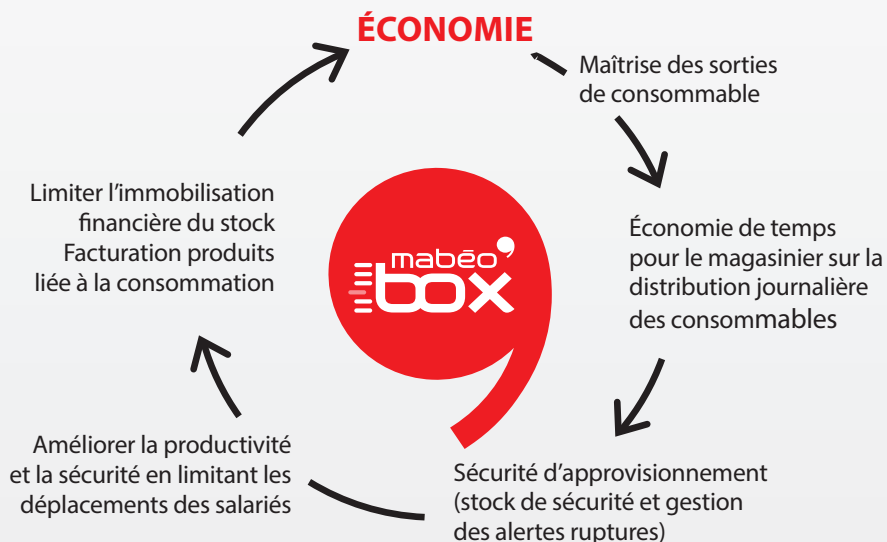 ÉCONOMIE
Maîtrise des sorties
de consommable
Économie de temps
pour le magasinier sur la
distribution journalière
des consommables
Sécurité d’approvisionnement
(stock de sécurité et gestion
des alertes ruptures)
Améliorer la productivité
et la sécurité en limitant les
déplacements des salariés
Limiter l’immobilisation
financière du stock
Facturation produits
liée à la consommation
mabéo
box